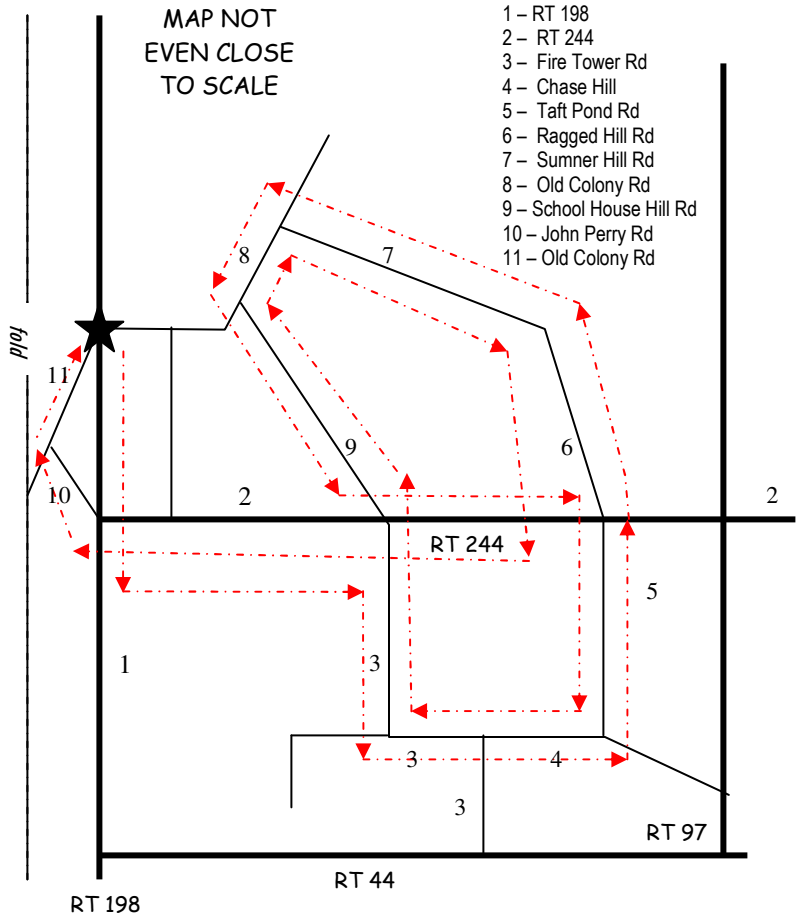 MAP NOT
EVEN CLOSE
TO SCALE
1 – RT 198
2 – RT 244
3 – Fire Tower Rd
4 – Chase Hill
5 – Taft Pond Rd
6 – Ragged Hill Rd
7 – Sumner Hill Rd
8 – Old Colony Rd
9 – School House Hill Rd
10 – John Perry Rd
11 – Old Colony Rd
8
7
fold
11
9
6
10
2
2
RT 244
5
1
3
3
4
3
RT 97
RT 44
RT 198